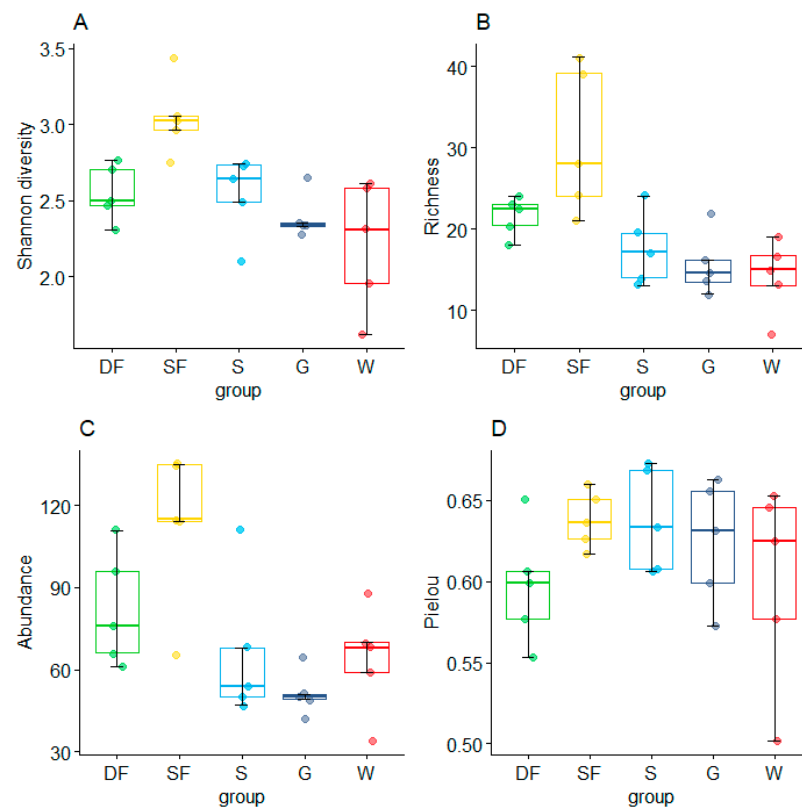 A
Shannon diversity
3.5
3.0
2.5
2.0
DF SF S G W
group
B
Richness
40
30
20
10
DF SF S G W
group
C
Abundance
120
90
60
30
DF SF S G W
group
D
Pielou
0.65
0.60
0.55
0.50
DF SF S G W
group